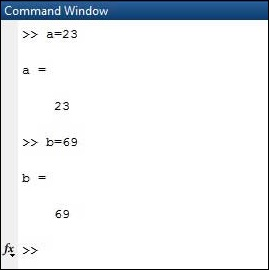 Command Window
>> a=23
a =
23
>> b=69
b =
69
fx >>